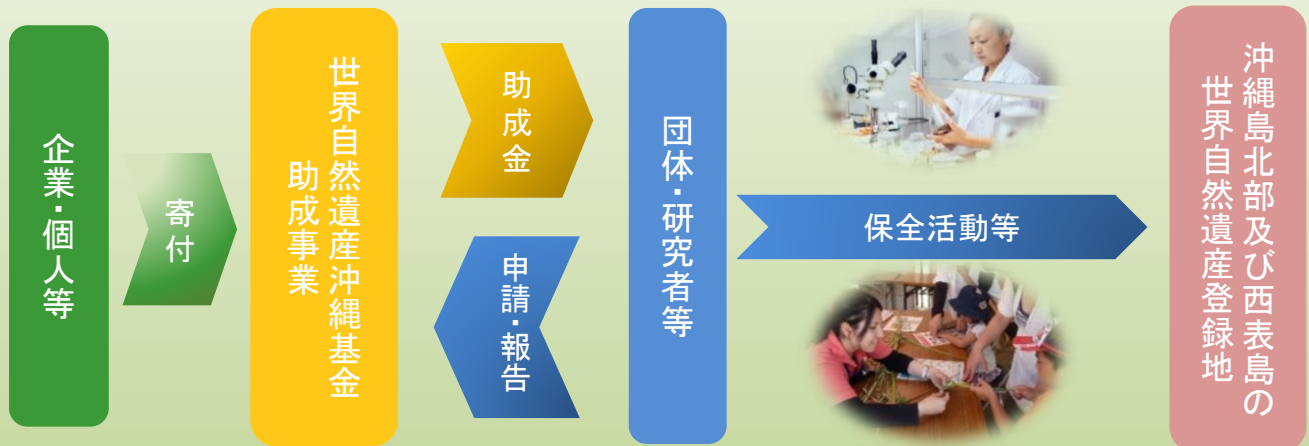 企業・個人等
寄付
世界自然遺産沖縄基金
助成事業
助成金
申請・報告
団体・研究者等
保全活動等
沖縄島北部及び西表島の
世界自然遺産登録地